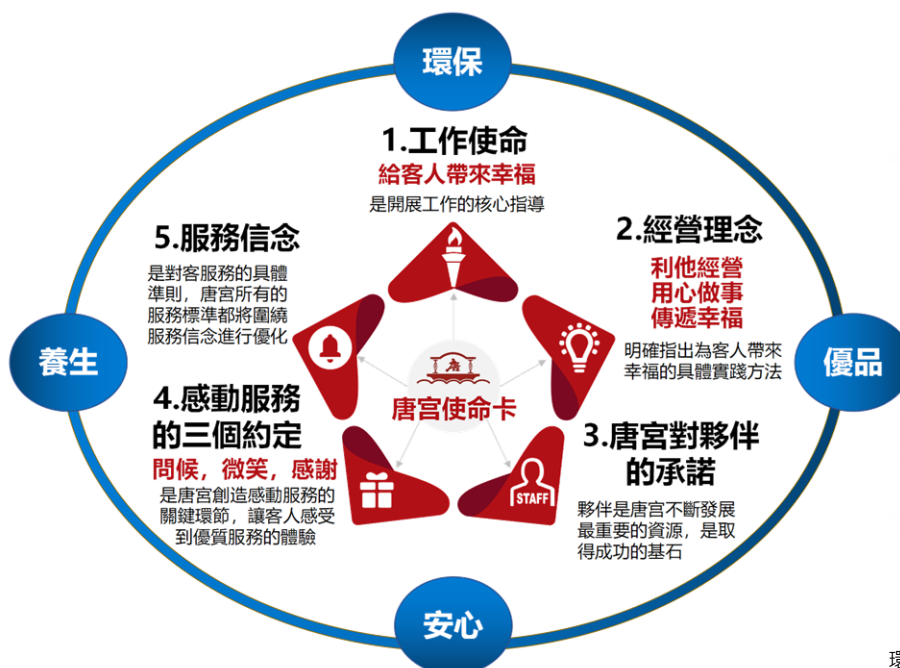 環保
1.工作使命
給客人帶來幸福
是開展工作的核心指導
2.經營理念
利他經營
用心做事
傳遞幸福
明確指出為客人帶來
幸福的具體實踐方法
優品
3.唐宮對夥伴
的承諾
夥伴是唐宮不斷發展
最重要的資源，是取
得成功的基石
STAFF
安心
4.感動服務
的三個約定
問候，微笑，感謝
是唐宮創造感動服務的
關鍵環節，讓客人感受
到優質服務的體驗
養生
5.服務信念
是對客服務的具體
準則，唐宮所有的
服務標準都將圍繞
服務信念進行優化
唐
唐宫使命卡
環